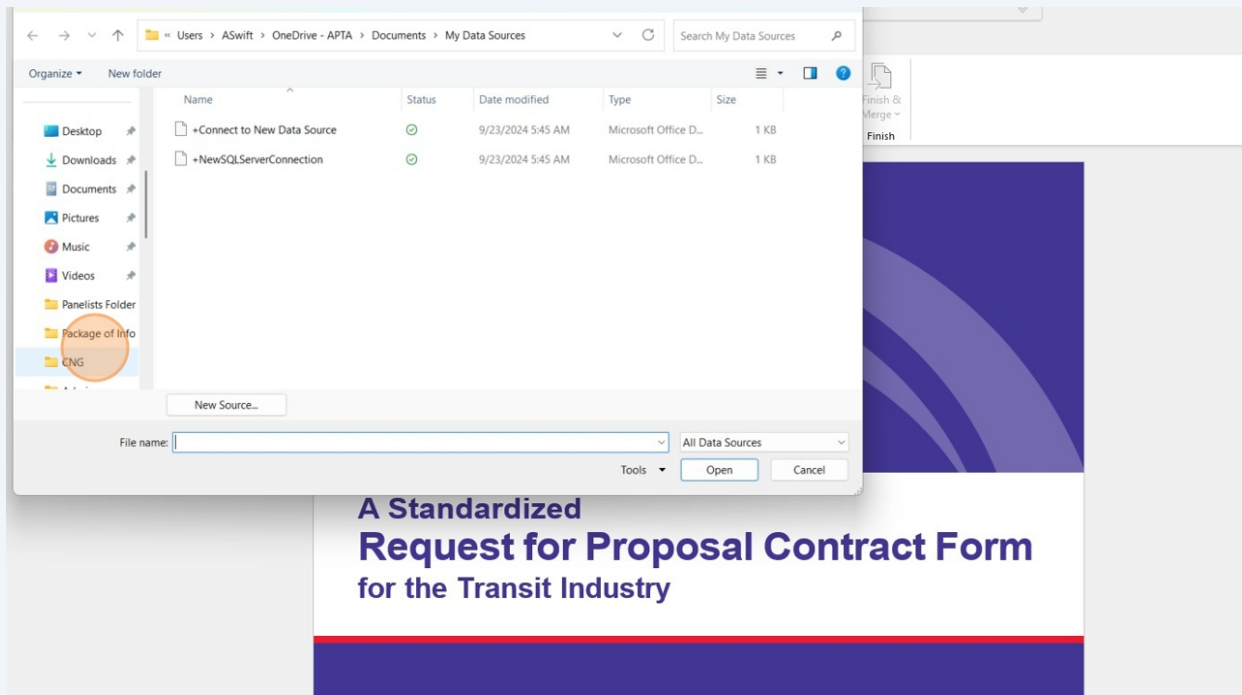 « Users > ASwift > OneDrive - APTA > Documents > My Data Sources
Search My Data Sources
Organize
New folder
Name
Status
Date modified
Type
Size
Desktop
+Connect to New Data Source
9/23/2024 5:45 AM
Microsoft Office D...
1 KB
Downloads
+NewSQLServerConnection
9/23/2024 5:45 AM
Microsoft Office D...
1 KB
Documents
Pictures
Music
Videos
Panelists Folder
Package of Info
CNG
New Source...
File name:
All Data Sources
Tools
Open
Cancel
Finish &
Merge
Finish
A Standardized
Request for Proposal Contract Form
for the Transit Industry